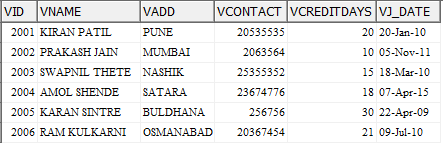 VID VNAME VADD VCONTACT VCREDITDAYS VJ_DATE
2001 KIRAN PATIL PUNE 20535535 20 20-Jan-10
2002 PRAKASH JAIN MUMBAI 2063564 10 05-Nov-11
2003 SWAPNIL THETE NASHIK 25355352 15 18-Mar-10
2004 AMOL SHENDE SATARA 23674776 18 07-Apr-15
2005 KARAN SINTRE BULDHANA 256756 30 22-Apr-09
2006 RAM KULKARNI OSMANABAD 20367454 21 09-Jul-10